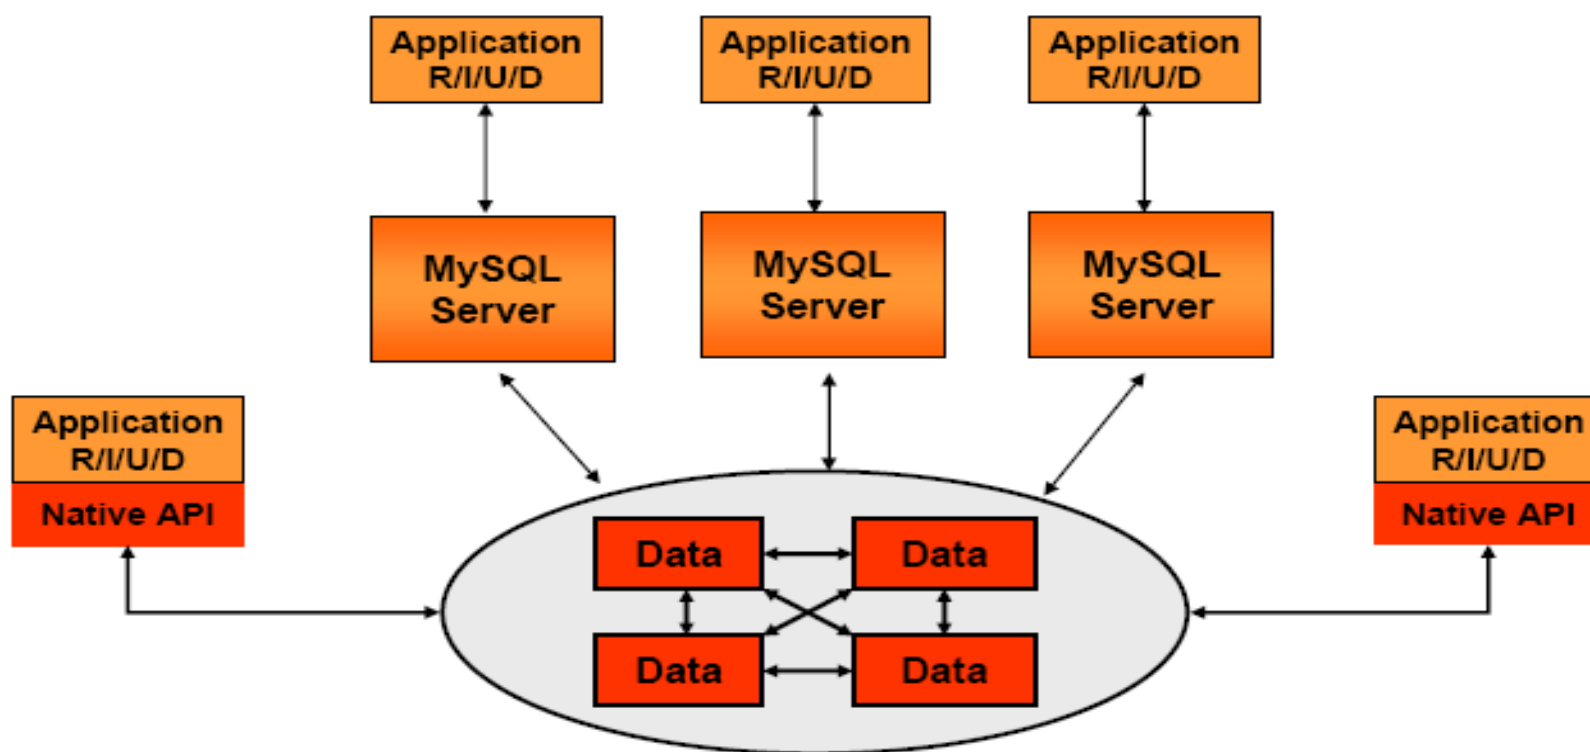 Application
R/I/U/D
Application
R/I/U/D
Application
R/I/U/D
MySQL
Server
MySQL
Server
MySQL
Server
Application
R/I/U/D
Native API
Application
R/I/U/D
Native API
Data
Data
Data
Data